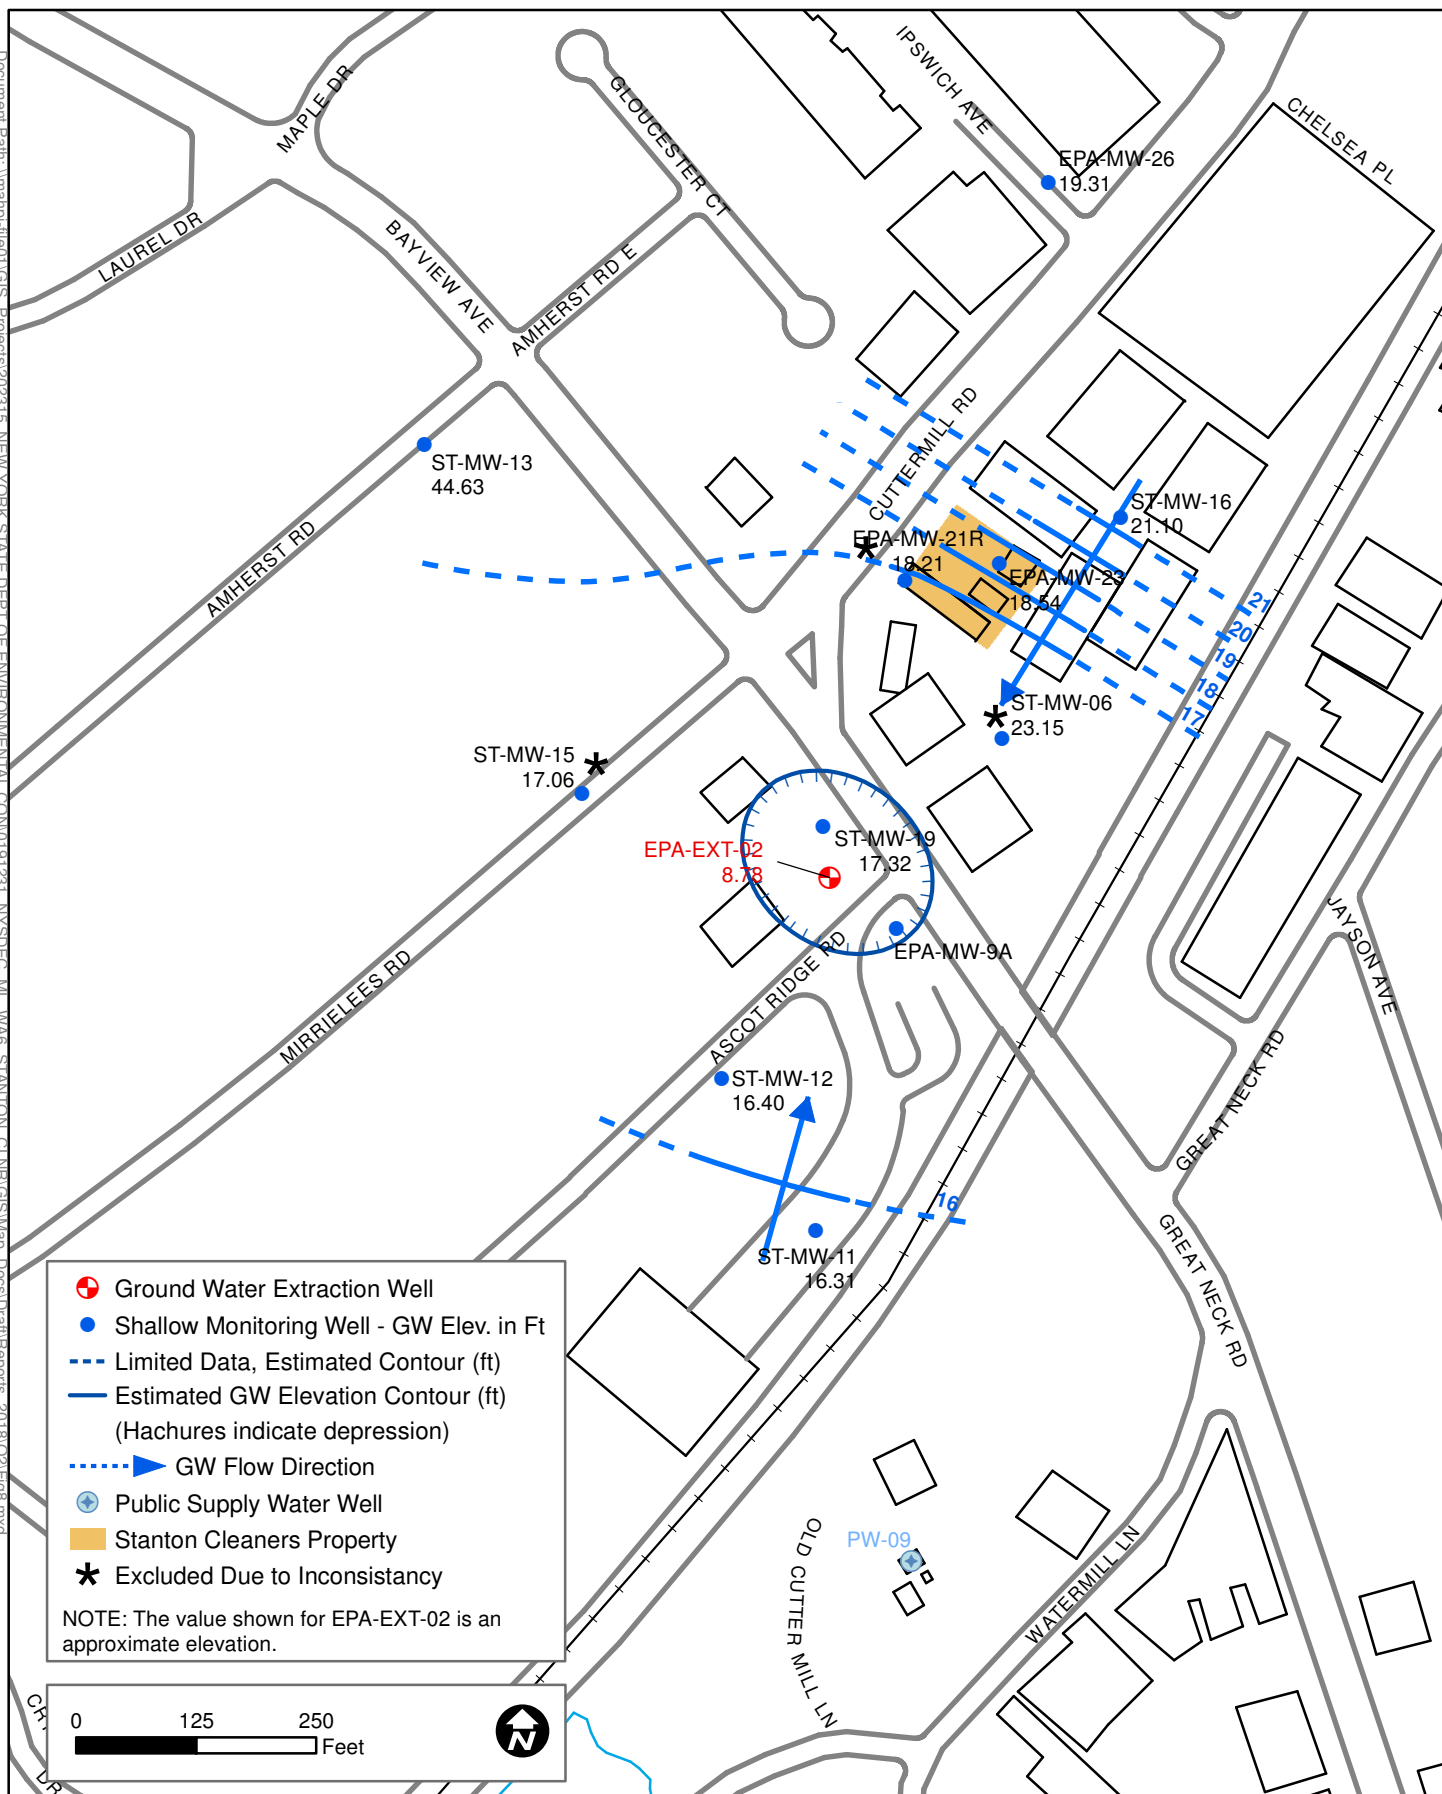 IPSWICH AVE
MAPLE DR
GLOUCESTER CT
CHELSEA PL
EPA-MW-26
19.31
LAUREL DR
BAYVIEW AVE
AMHERST RD E
CUTTERMILL RD
ST-MW-13
44.63
ST-MW-16
21.10
AMHERST RD
EPA-MW-21R
18.21
EPA-MW-23
18.54
21
20
19
18
17
ST-MW-06
23.15
ST-MW-15
17.06
ST-MW-19
17.32
EPA-EXT-02
8.78
EPA-MW-9A
JAYSON AVE
MIRRIELEES RD
ASCOT RIDGE RD
GREAT NECK RD
ST-MW-12
16.40
16
ST-MW-11
16.31
GREAT NECK RD
Ground Water Extraction Well
Shallow Monitoring Well - GW Elev. in Ft
Limited Data, Estimated Contour (ft)
Estimated GW Elevation Contour (ft)
(Hachures indicate depression)
GW Flow Direction
Public Supply Water Well
Stanton Cleaners Property
Excluded Due to Inconsistancy
NOTE: The value shown for EPA-EXT-02 is an
approximate elevation.
PW-09
OLD CUTTER MILL LN
WATERMILL LN
0 125 250
Feet
N
DR